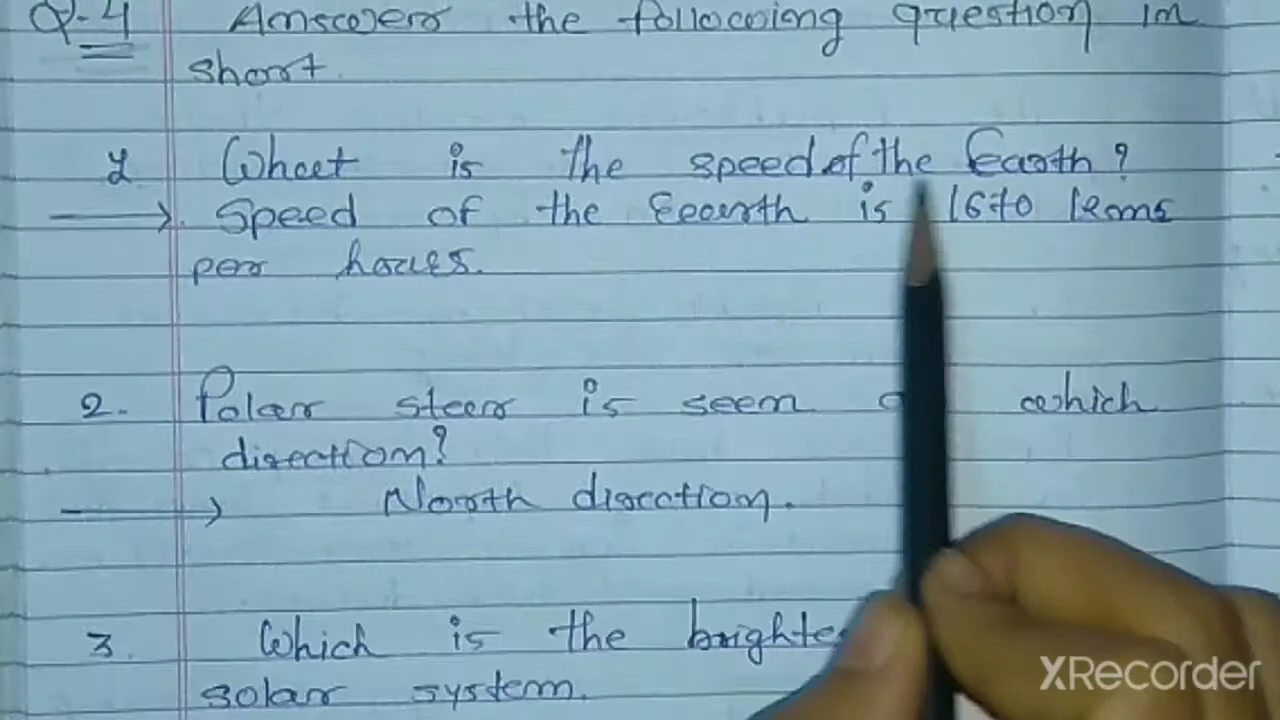 Q-4 Answer the following question in
short
1. What is the speed of the Earth?
Speed of the Earth is 1670 kms
per hours.
2. Polar star is seen which
direction?
North direction.
3. Which is the brighte
solar system.
XRecorder